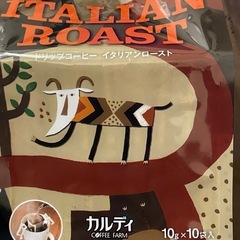 ITALIAN
ROAST
ドリップコーヒー イタリアンロースト
カルディ
COFFEE FARM
10g×10袋入